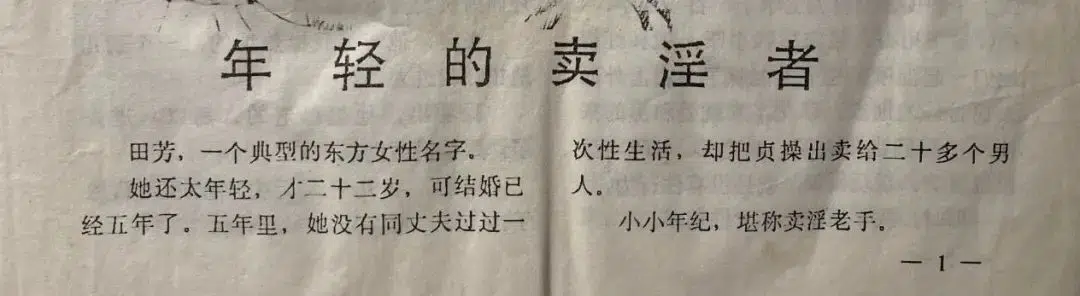 年轻的卖淫者
田芳，一个典型的东方女性名字。
她还太年轻，才二十二岁，可结婚已
经五年了。五年里，她没有同丈夫过过一
次性生活，却把贞操出卖给二十多个男
人。
小小年纪，堪称卖淫老手。
— 1 —